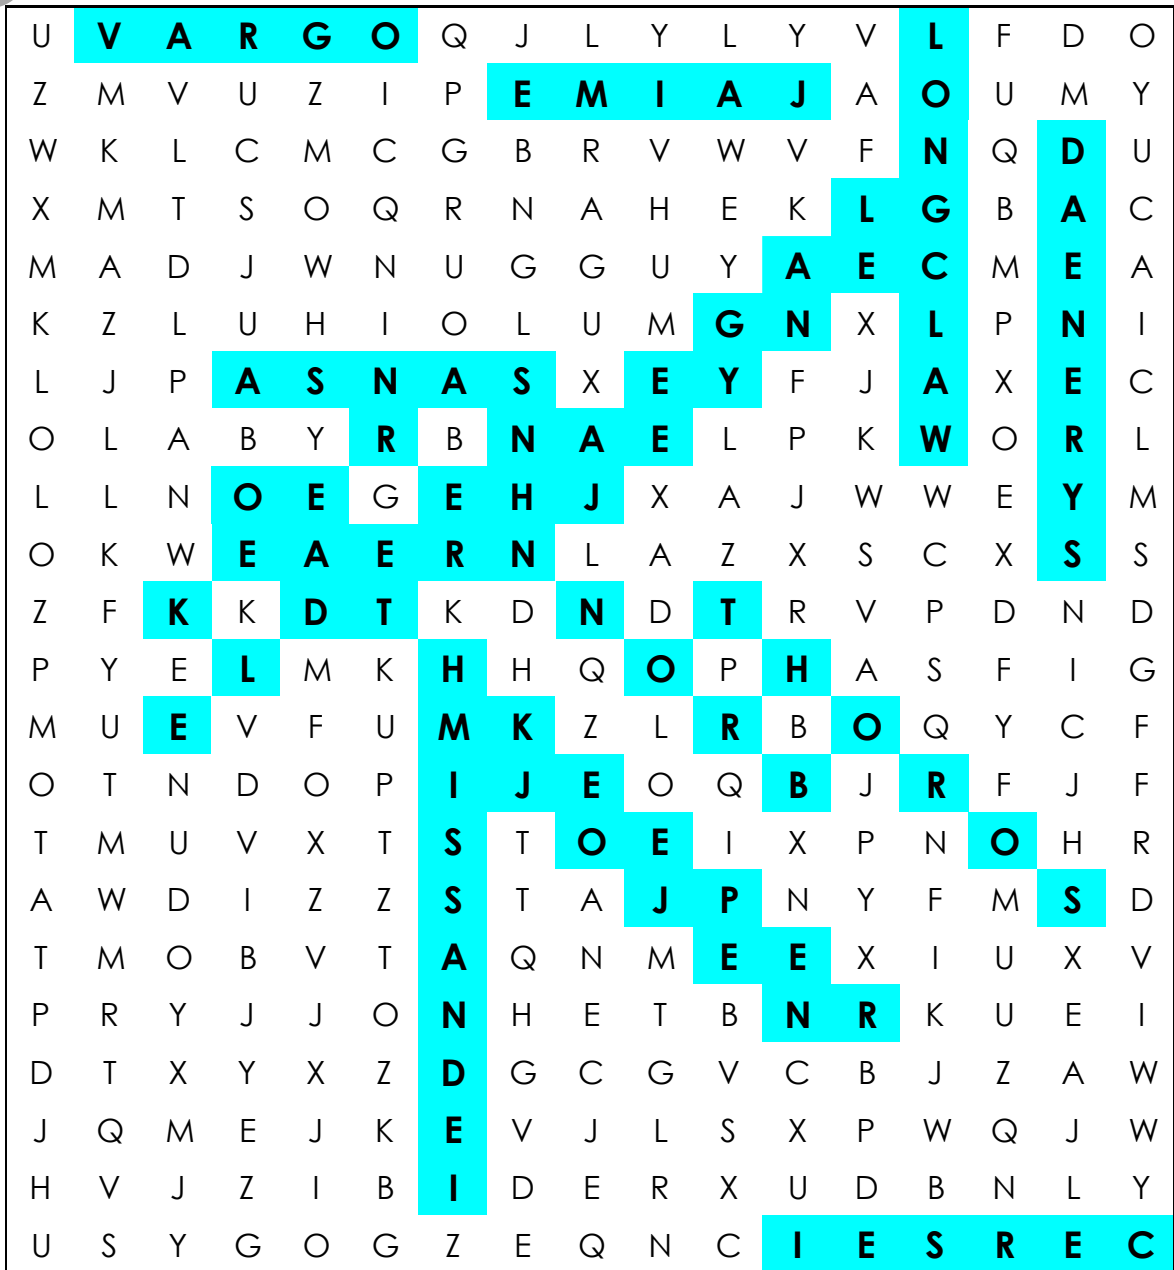 U V A R G O Q J L Y L Y V L F D O
Z M V U Z I P E M I A J A O U M Y
W K L C M C G B R V W V F N Q D U
X M T S O Q R N A H E K L G B A C
M A D J W N U G G U Y A E C M E A
K Z L U H I O L U M G N X L P N I
L J P A S N A S X E Y F J A X E C
O L A B Y R B N A E L P K W O R L
L L N O E G E H J X A J W W E Y M
O K W E A E R N L A Z X S C X S S
Z F K K D T K D N D T R V P D N D
P Y E L M K H H Q O P H A S F I G
M U E V F U M K Z L R B O Q Y C F
O T N D O P I J E O Q B J R F J F
T M U V X T S T O E I X P N O H R
A W D I Z Z S T A J P N Y F M S D
T M O B V T A Q N M E E X I U X V
P R Y J J O N H E T B N R K U E I
D T X Y X Z D G C G V C B J Z A W
J Q M E J K E V J L S X P W Q J W
H V J Z I B I D E R X U D B N L Y
U S Y G O G Z E Q N C I E S R E C